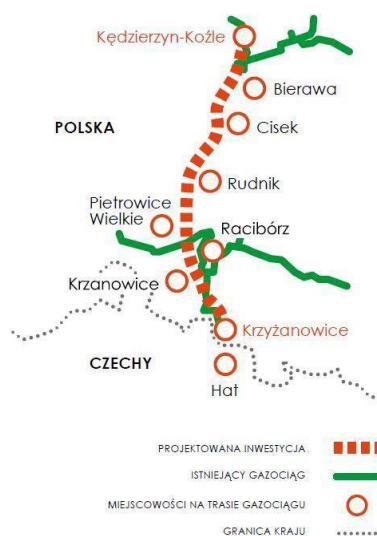 Kędzierzyn-Koźle
Bierawa
POLSKA
Cisek
Rudnik
Pietrowice
Wielkie
Racibórz
Krzanowice
Krzyżanowice
CZECHY
Hat
PROJEKTOWANA INWESTYCJA
ISTNIEJĄCY GAZOCIĄG
MIEJSCOWOŚCI NA TRASIE GAZOCIĄGU
GRANICA KRAJU